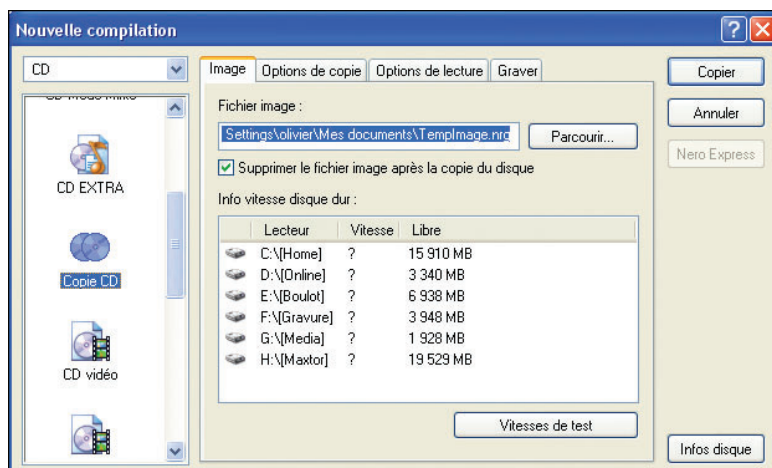 Nouvelle compilation
CD
Image
Options de copie
Options de lecture
Graver
Copier
Annuler
Nero Express
CD EXTRA
Copie CD
CD vidéo
Fichier image :
Settings\olivier\Mes documents\TempImage.nrg
Parcourir...
Supprimer le fichier image après la copie du disque
Info vitesse disque dur :
Lecteur Vitesse Libre
C:\[Home] ? 15 910 MB
D:\[Online] ? 3 340 MB
E:\[Boulot] ? 6 938 MB
F:\[Gravure] ? 3 948 MB
G:\[Media] ? 1 928 MB
H:\[Maxtor] ? 19 529 MB
Vitesses de test
Infos disque